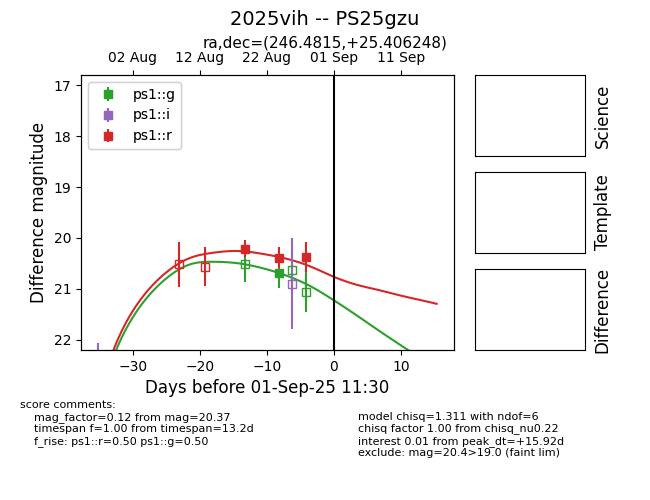 2025vih -- PS25gzu
ra,dec=(246.4815,+25.406248)
02 Aug 12 Aug 22 Aug 01 Sep 11 Sep
17
18
19
20
21
22
Difference magnitude
ps1::g
ps1::i
ps1::r
−30 −20 −10 0 10
Days before 01-Sep-25 11:30
Science
Template
Difference
score comments:
mag_factor=0.12 from mag=20.37
timespan f=1.00 from timespan=13.2d
f_rise: ps1::r=0.50 ps1::g=0.50
model chisq=1.311 with ndof=6
chisq factor 1.00 from chisq_nu0.22
interest 0.01 from peak_dt=+15.92d
exclude: mag=20.4>19.0 (faint lim)